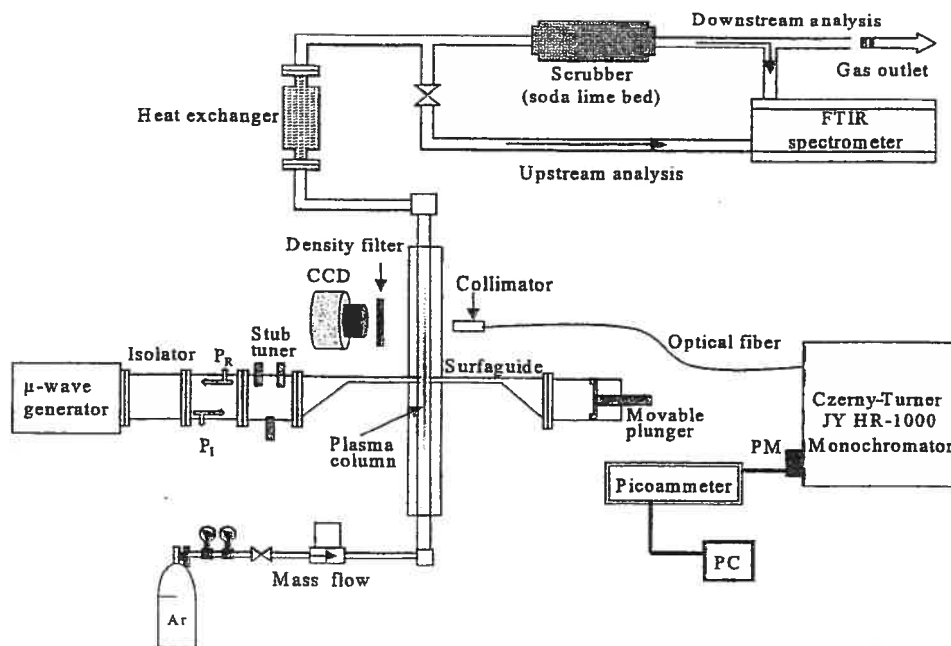 Downstream analysis
Gas outlet
Scrubber
(soda lime bed)
Heat exchanger
FTIR
spectrometer
Upstream analysis
Density filter
CCD
Collimator
Stub
tuner
Isolator
P_R
Optical fiber
Surfaguide
μ-wave
generator
Czerny-Turner
JY HR-1000
Monochromator
Movable
plunger
P_I
Plasma
column
PM
Picoammeter
PC
Mass flow
Ar